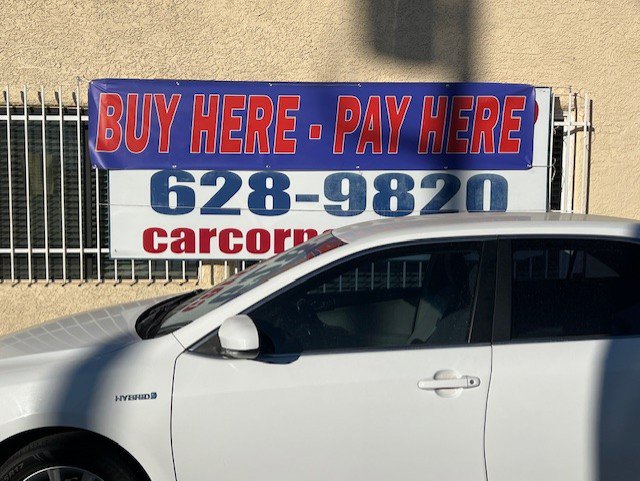 BUY HERE - PAY HERE
628-9820
HYBRID